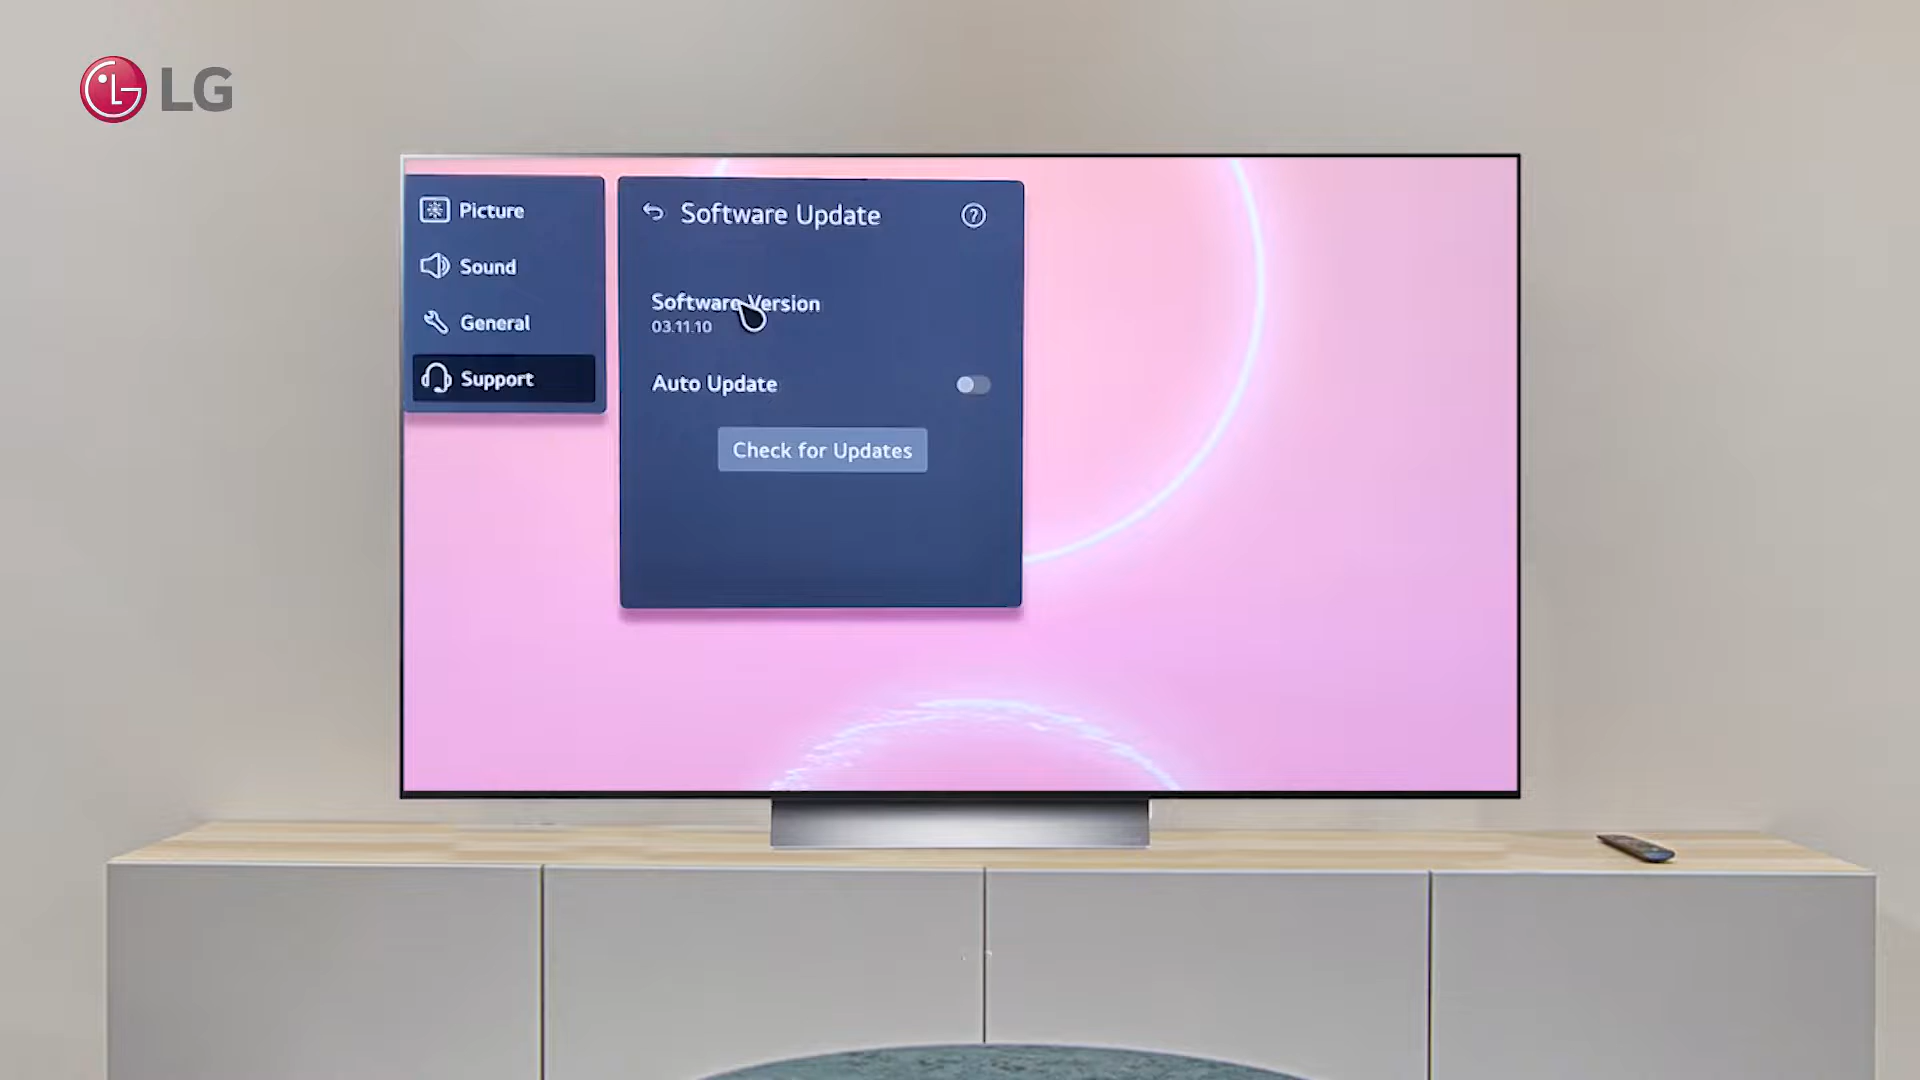 LG
Picture
Sound
General
Support
Software Update
Software Version
03.11.10
Auto Update
Check for Updates